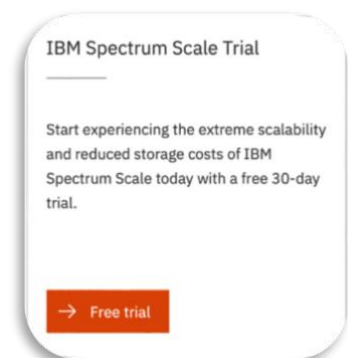 IBM Spectrum Scale Trial
Start experiencing the extreme scalability
and reduced storage costs of IBM
Spectrum Scale today with a free 30-day
trial.
→ Free trial